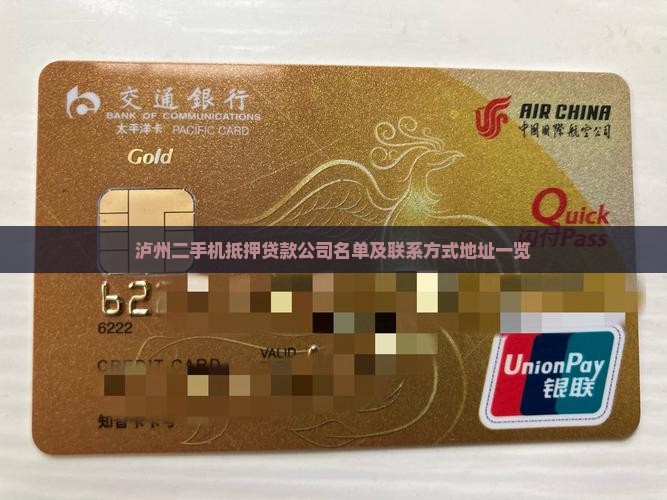 交通銀行
BANK OF COMMUNICATIONS
太平洋卡 PACIFIC CARD
Gold
AIR CHINA
中国国际航空公司
Quick
闪付Pass
泸州二手机抵押贷款公司名单及联系方式地址一览
622
6222
CREDIT CARD
VALID
UnionPay
银联